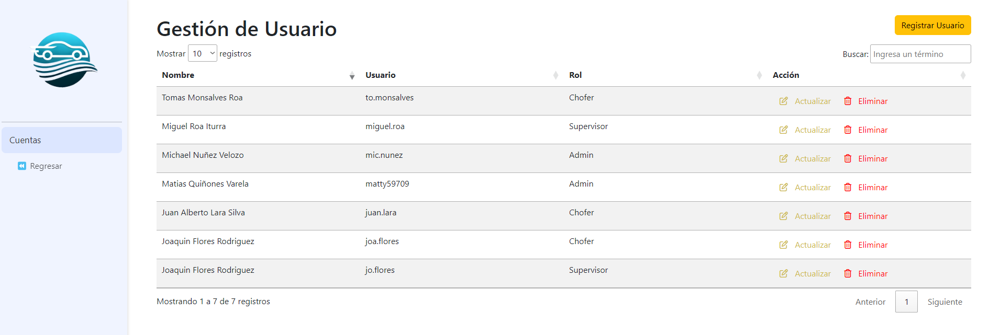 Gestión de Usuario
Registrar Usuario
Mostrar 10 registros
Buscar: Ingresa un término
Nombre Usuario Rol Acción
Tomas Monsalves Roa to.monsalves Chofer Actualizar Eliminar
Cuentas
Miguel Roa Iturra miguel.roa Supervisor Actualizar Eliminar
Regresar
Michael Nuñez Velozo mic.nunez Admin Actualizar Eliminar
Matias Quiñones Varela matty59709 Admin Actualizar Eliminar
Juan Alberto Lara Silva juan.lara Chofer Actualizar Eliminar
Joaquin Flores Rodriguez joa.flores Chofer Actualizar Eliminar
Joaquin Flores Rodriguez jo.flores Supervisor Actualizar Eliminar
Mostrando 1 a 7 de 7 registros
Anterior 1 Siguiente